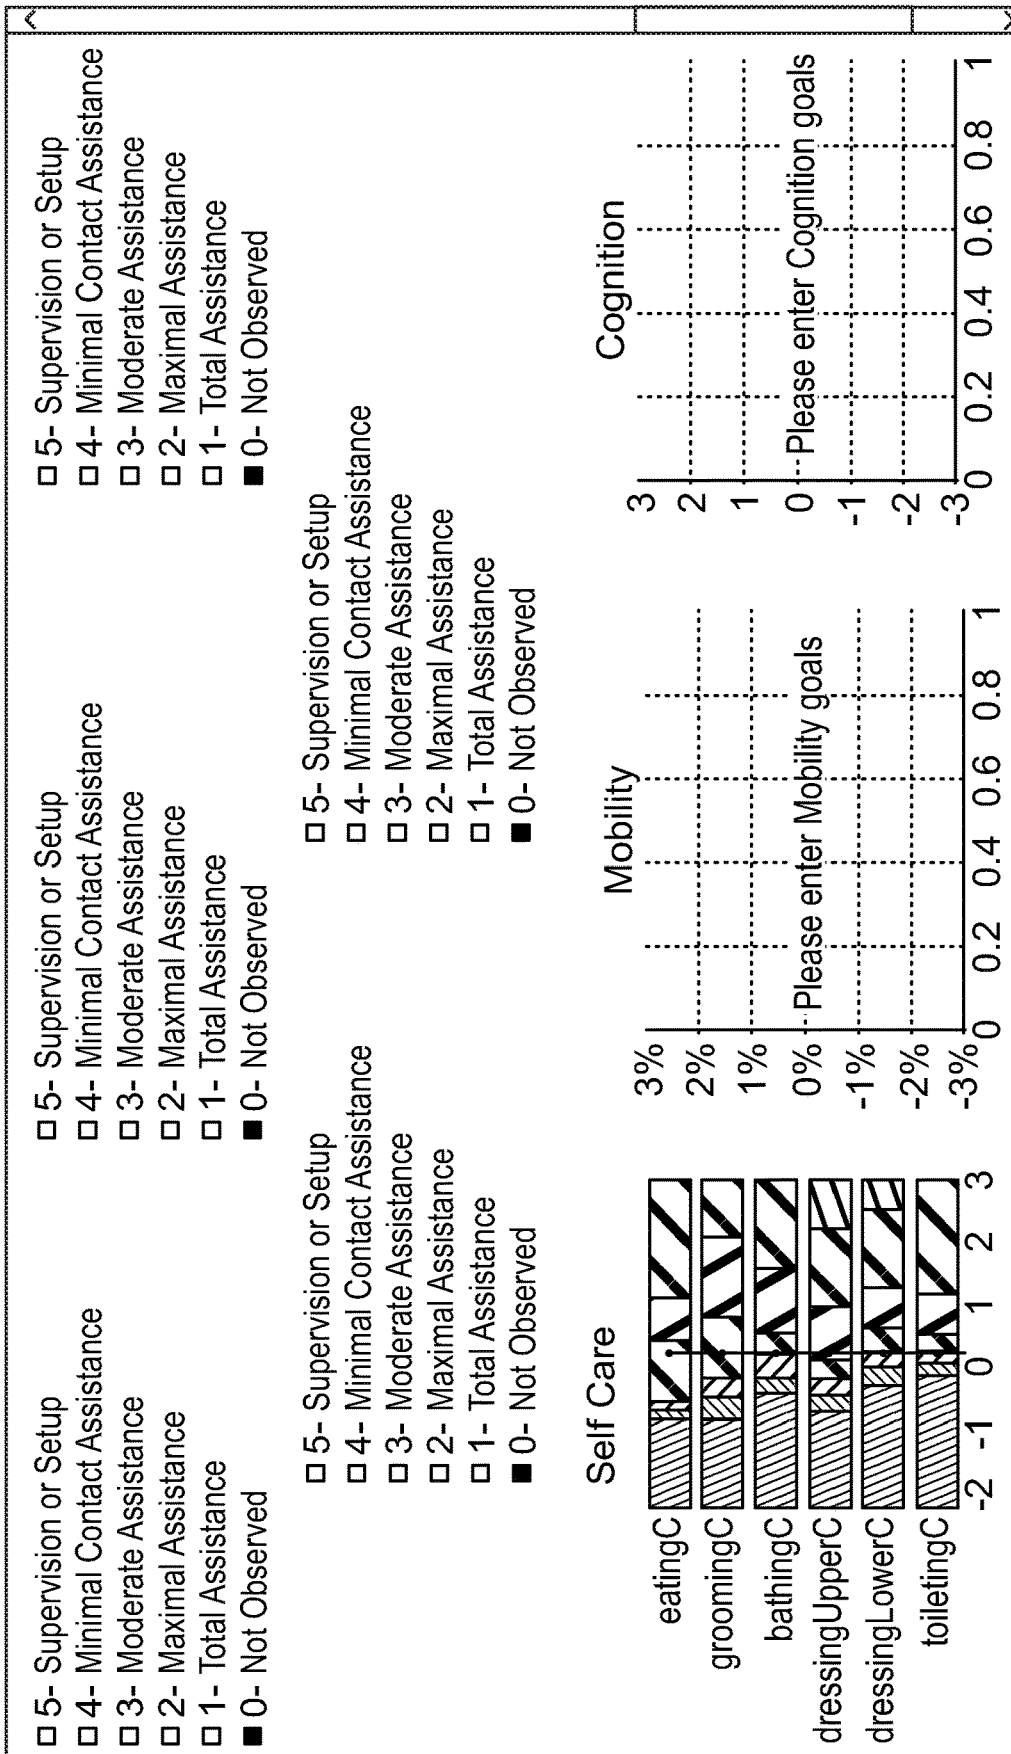 5- Supervision or Setup
4- Minimal Contact Assistance
3- Moderate Assistance
2- Maximal Assistance
1- Total Assistance
0- Not Observed
5- Supervision or Setup
4- Minimal Contact Assistance
3- Moderate Assistance
2- Maximal Assistance
1- Total Assistance
0- Not Observed
5- Supervision or Setup
4- Minimal Contact Assistance
3- Moderate Assistance
2- Maximal Assistance
1- Total Assistance
0- Not Observed
5- Supervision or Setup
4- Minimal Contact Assistance
3- Moderate Assistance
2- Maximal Assistance
1- Total Assistance
0- Not Observed
5- Supervision or Setup
4- Minimal Contact Assistance
3- Moderate Assistance
2- Maximal Assistance
1- Total Assistance
0- Not Observed
Self Care
eatingC
groomingC
bathingC
dressingUpperC
dressingLowerC
toiletingC
-2 -1 0 1 2 3
Mobility
3%
2%
1%
0%
-1%
-2%
-3%
Please enter Mobility goals
0 0.2 0.4 0.6 0.8 1
Cognition
3
2
1
0
-1
-2
-3
Please enter Cognition goals
0 0.2 0.4 0.6 0.8 1